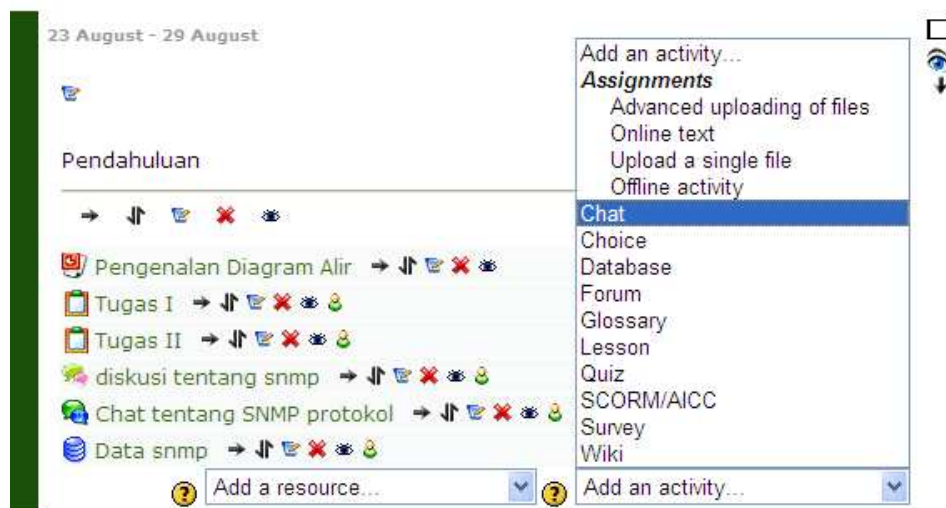 23 August - 29 August
Pendahuluan
Pengenalan Diagram Alir
Tugas I
Tugas II
diskusi tentang snmp
Chat tentang SNMP protokol
Data snmp
Add a resource...
Add an activity...
Assignments
Advanced uploading of files
Online text
Upload a single file
Offline activity
Chat
Choice
Database
Forum
Glossary
Lesson
Quiz
SCORM/AICC
Survey
Wiki
Add an activity...